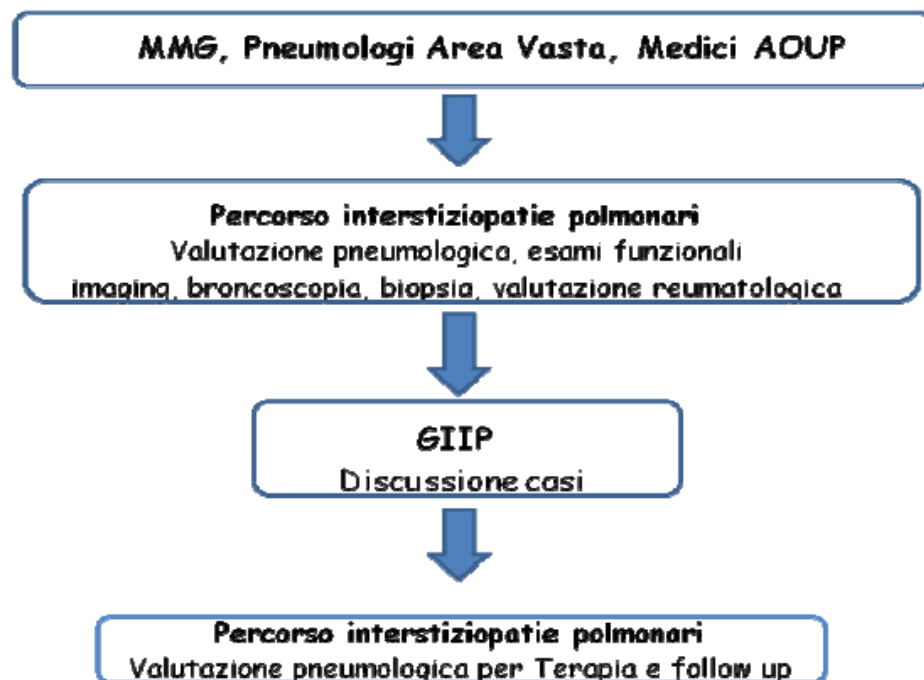 MMG, Pneumologi Area Vasta, Medici AOUP
Percorso interstiziopatie polmonari
Valutazione pneumologica, esami funzionali
imaging, broncoscopia, biopsia, valutazione reumatologica
GIIP
Discussione casi
Percorso interstiziopatie polmonari
Valutazione pneumologica per Terapia e follow up